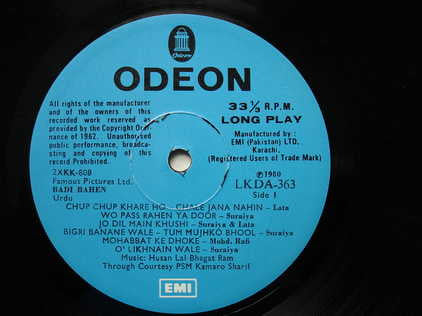 Odeon
ODEON
All rights of the manufacturer
and of the owners of this
recorded work reserved as
provided by the Copyright Ordi-
nance of 1962. Unauthorised
public performance, broadcas-
ting and copying of this
record Prohibited.
33⅓ R.P.M.
LONG PLAY
Manufactured by :
EMI (Pakistan) LTD,
Karachi.
(Registered Users of Trade Mark)
2XKK-808
Famous Pictures Ltd.
BADI BAHEN
Urdu
Ⓟ1980
LKDA-363
Side 1
CHUP CHUP KHARE HO - CHALE JANA NAHIN - Lata
WO PASS RAHEN YA DOOR - Suraiya
JO DIL MAIN KHUSHI - Suraiya & Lata
BIGRI BANANE WALE - TUM MUJHKO BHOOL - Suraiya
MOHABBAT KE DHOKE - Mohd. Rafi
O' LIKHNAIN WALE - Suraiya
Music: Husan Lal Bhagat Ram
Through Courtesy PSM Kamaro Sharif
EMI